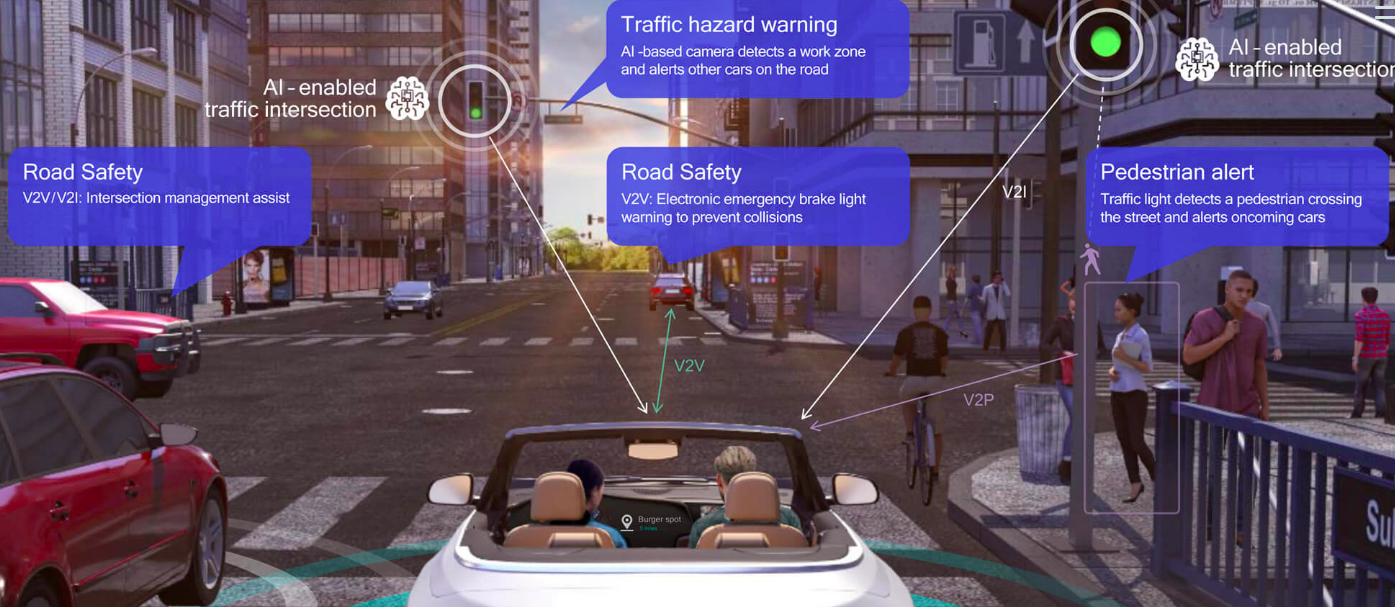 Traffic hazard warning
AI -based camera detects a work zone
and alerts other cars on the road
AI - enabled
traffic intersection
AI - enabled
traffic intersection
Road Safety
V2V/V2I: Intersection management assist
Road Safety
V2V: Electronic emergency brake light
warning to prevent collisions
V2I
Pedestrian alert
Traffic light detects a pedestrian crossing
the street and alerts oncoming cars
V2V
V2P
Burger spot
Su